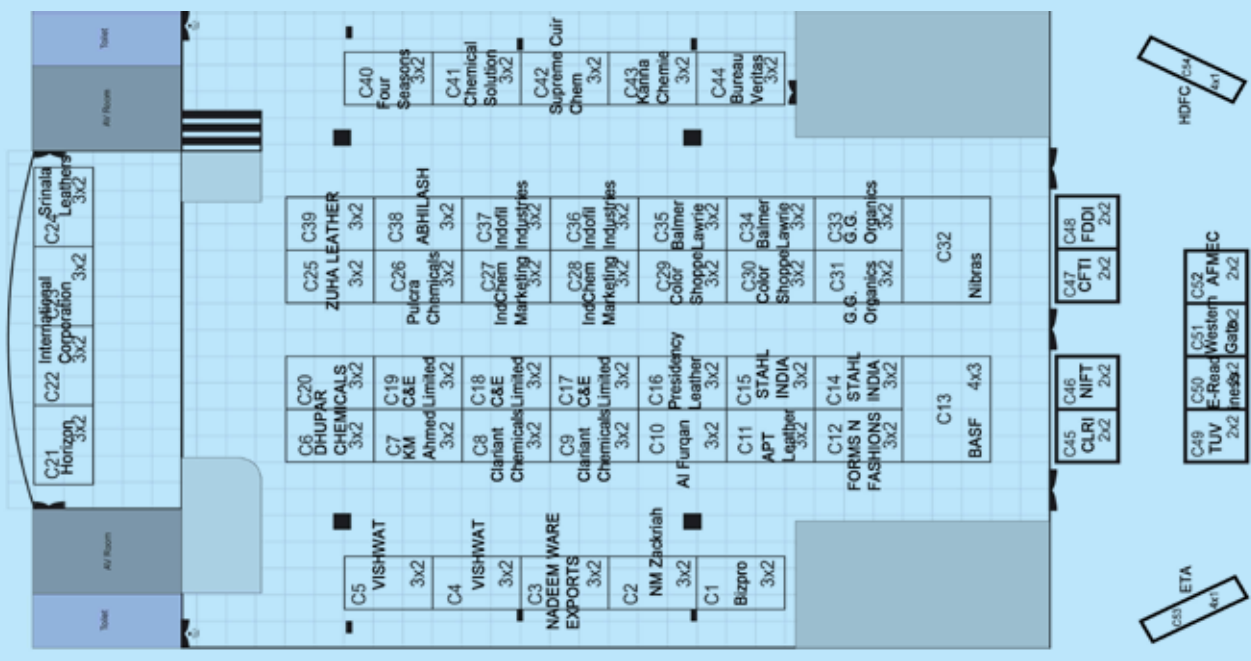 Toilet
AV Room
C24 Srinala
Leathers
3x2
3x2
C22 International
Corporation
3x2
C21
Horizon
3x2
AV Room
Toilet
C40
Four
Seasons
3x2
C41
Chemical
Solution
3x2
C42
Supreme Cuir
Chem
3x2
C43
Kanna
Chemie
3x2
C44
Bureau
Veritas
3x2
C39
3x2
C38
ABHILASH
3x2
C37
Indofil
Industries
3x2
C36
Indofil
Industries
3x2
C35
Balmer
Lawrie
3x2
C34
Balmer
Lawrie
3x2
C33
G.G.
Organics
3x2
C32
Nibras
C25
ZUHA LEATHER
3x2
C26
Pulcra
Chemicals
3x2
C27
IndChem
Marketing
3x2
C28
IndChem
Marketing
3x2
C29
Color
Shoppe
3x2
C30
Color
Shoppe
3x2
C31
G.G.
Organics
3x2
C20
3x2
C19
C&E
Limited
3x2
C18
C&E
Limited
3x2
C17
C&E
Limited
3x2
C16
Presidency
Leather
3x2
C15
STAHL
INDIA
3x2
C14
STAHL
INDIA
3x2
C13
BASF 4x3
C6
DHUPAR
CHEMICALS
3x2
C7
KM
Ahmed
3x2
C8
Clariant
Chemicals
3x2
C9
Clariant
Chemicals
3x2
C10
Al Furqan
3x2
C11
APT
Leather
3x2
C12
FORMS N
FASHIONS
3x2
C5
VISHWAT
3x2
C4
VISHWAT
3x2
C3
NADEEM WARE
EXPORTS
3x2
C2
NM Zackriah
3x2
C1
Bizpro
3x2
C48
FDDI
2x2
C47
CFTI
2x2
C46
NIFT
2x2
C45
CLRI
2x2
C52
AFMEC
2x2
C51
Western
Gate
2x2
C50
E-Read
iness
2x2
C49
TUV
2x2
HDFC C54
4x1
C53 ETA
4x1